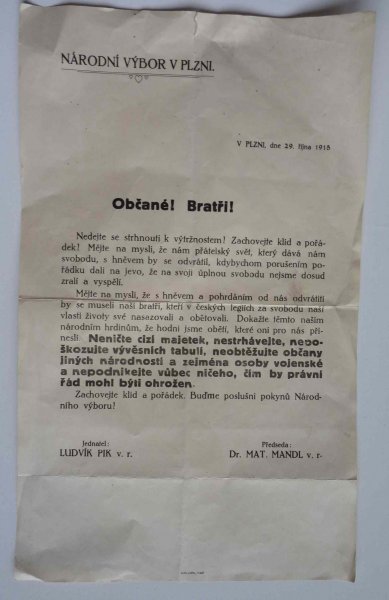 NÁRODNÍ VÝBOR V PLZNI.
V PLZNI, dne 29. října 1918
Občané! Bratři!
Nedejte se strhnouti k výtržnostem! Zachovejte klid a pořá-
dek! Mějte na mysli, že nám přátelský svět, který dává nám
svobodu, s hněvem by se odvrátil, kdybychom porušením po-
řádku dali na jevo, že na svoji úplnou svobodu nejsme dosud
zralí a vyspělí.
Mějte na mysli, že s hněvem a pohrdáním od nás odvrátiti
by se museli naši bratři, kteří v českých legiích za svobodu naší
vlasti životy své nasazovali a obětovali. Dokažte těmto našim
národním hrdinům, že hodni jsme obětí, které oni pro nás při-
nesli. Neničte cizí majetek, nestrhávejte, nepo-
škozujte vývěsních tabulí, neobtěžujte občany
jiných národností a zejména osoby vojenské
a nepodnikejte vůbec ničeho, čím by právní
řád mohl býti ohrožen.
Zachovejte klid a pořádek. Buďme poslušni pokynů Národ-
ního výboru!
Jednatel:
LUDVÍK PIK v. r.
Předseda:
Dr. MAT. MANDL v. r.